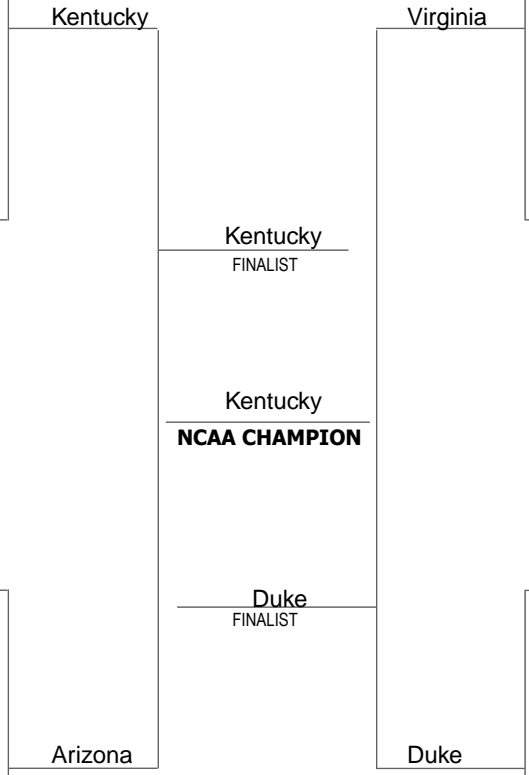 Kentucky
Virginia
Kentucky
FINALIST
Kentucky
NCAA CHAMPION
Duke
FINALIST
Arizona
Duke